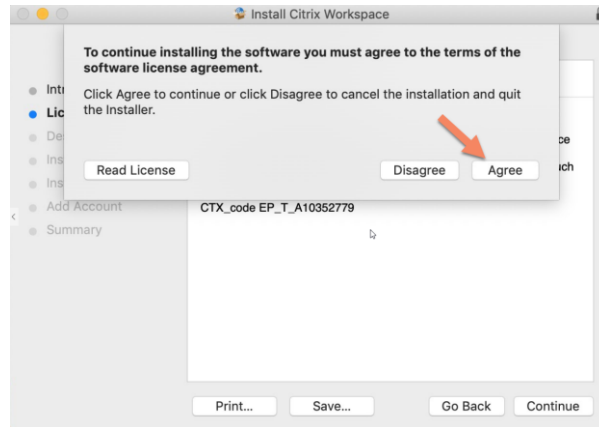 Install Citrix Workspace
To continue installing the software you must agree to the terms of the
software license agreement.
Click Agree to continue or click Disagree to cancel the installation and quit
the Installer.
Read License
Disagree
Agree
Add Account
Summary
CTX_code EP_T_A10352779
Print...
Save...
Go Back
Continue